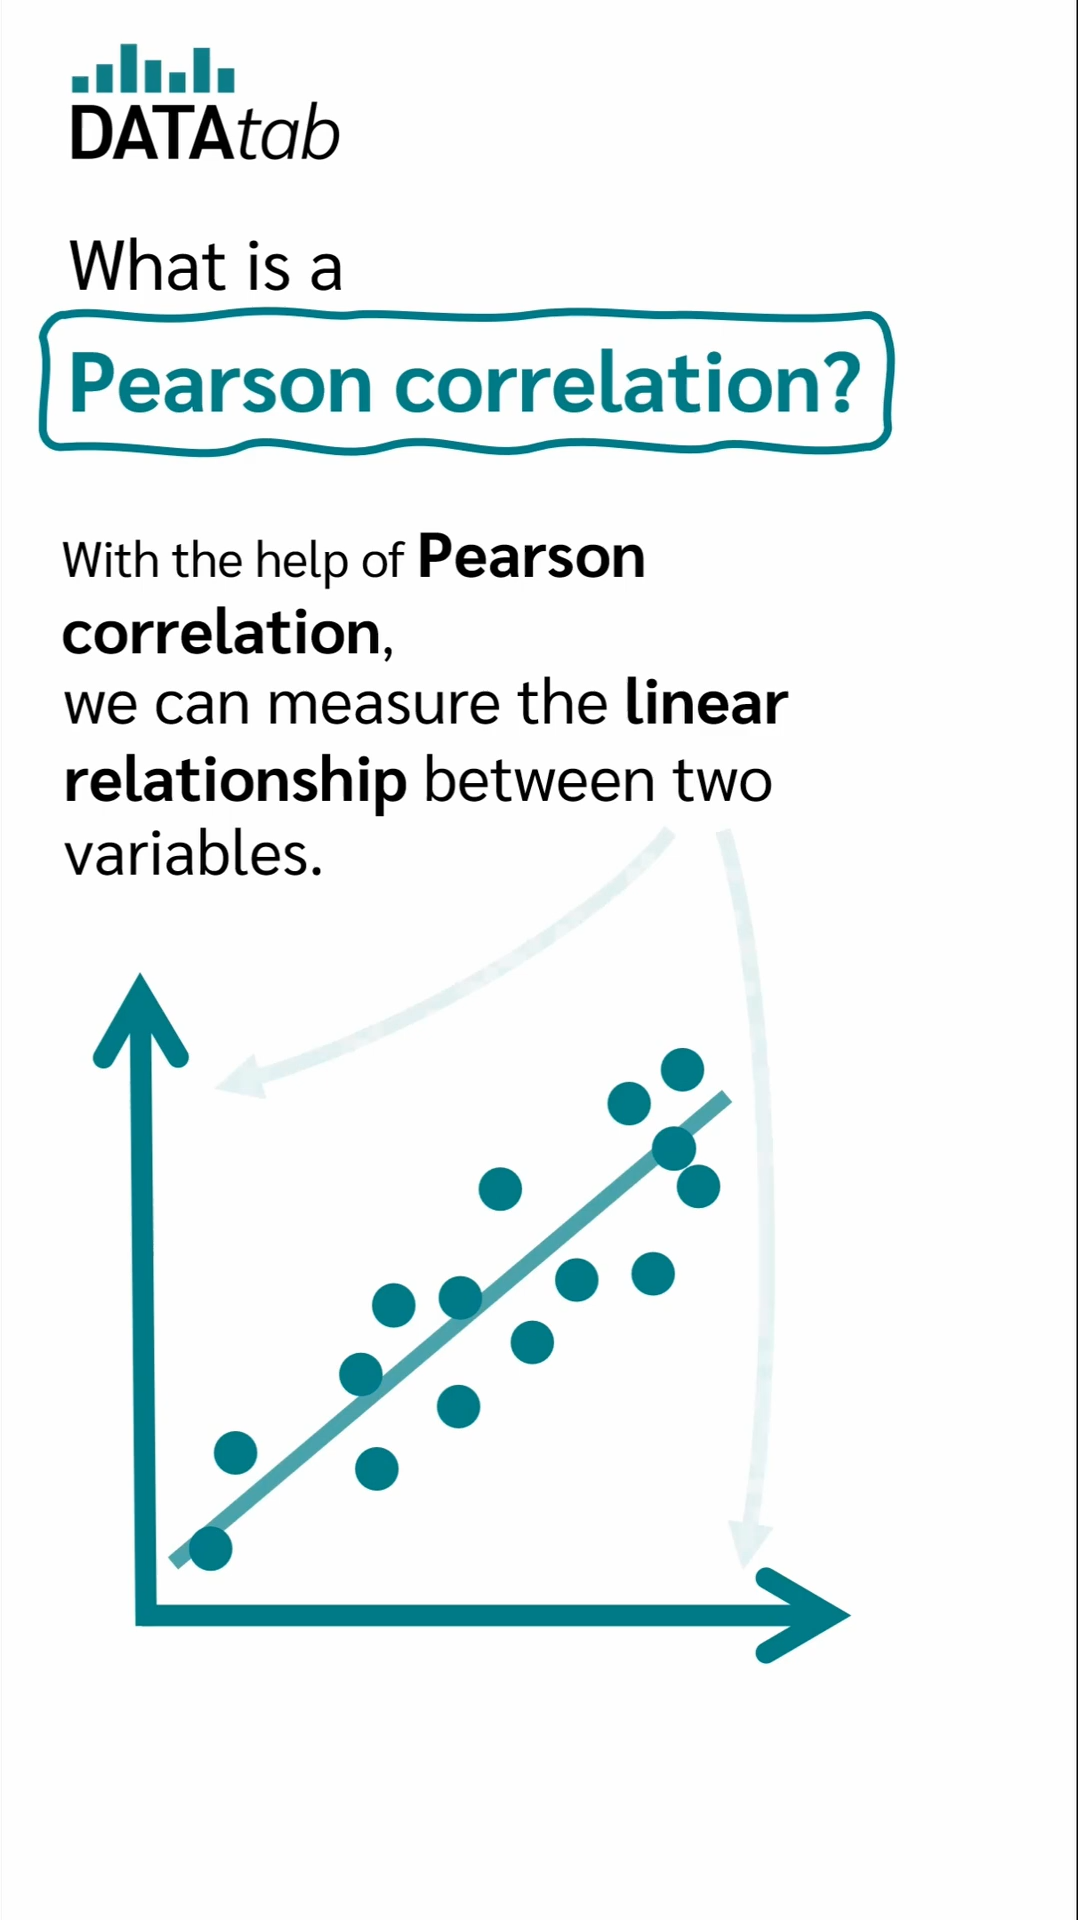 DATAtab
What is a
Pearson correlation?
With the help of Pearson
correlation,
we can measure the linear
relationship between two
variables.